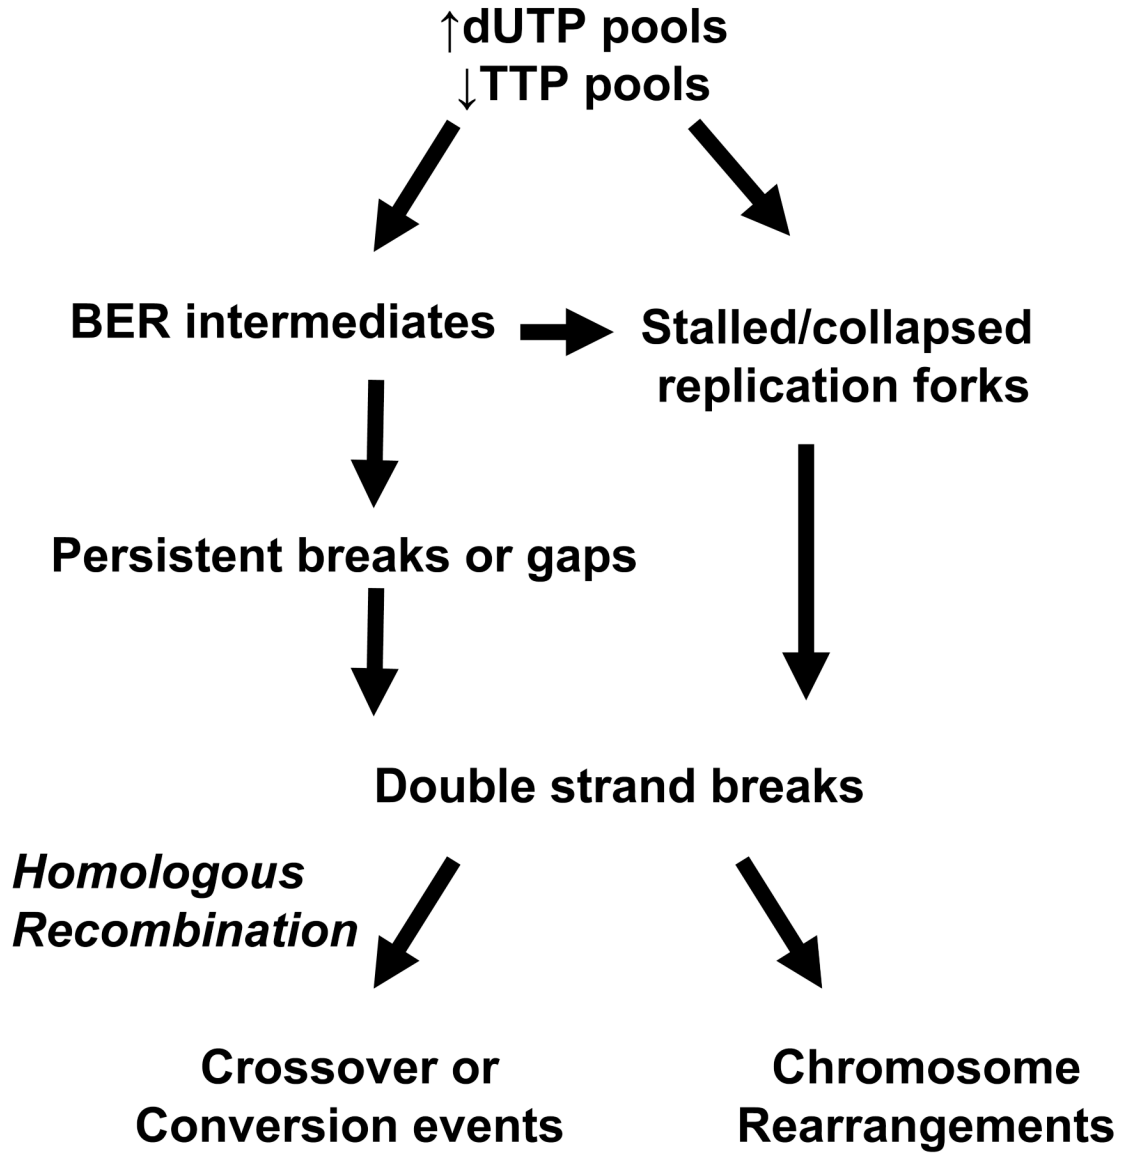 ↑dUTP pools
↓TTP pools
BER intermediates
Stalled/collapsed
replication forks
Persistent breaks or gaps
Double strand breaks
Homologous
Recombination
Crossover or
Conversion events
Chromosome
Rearrangements